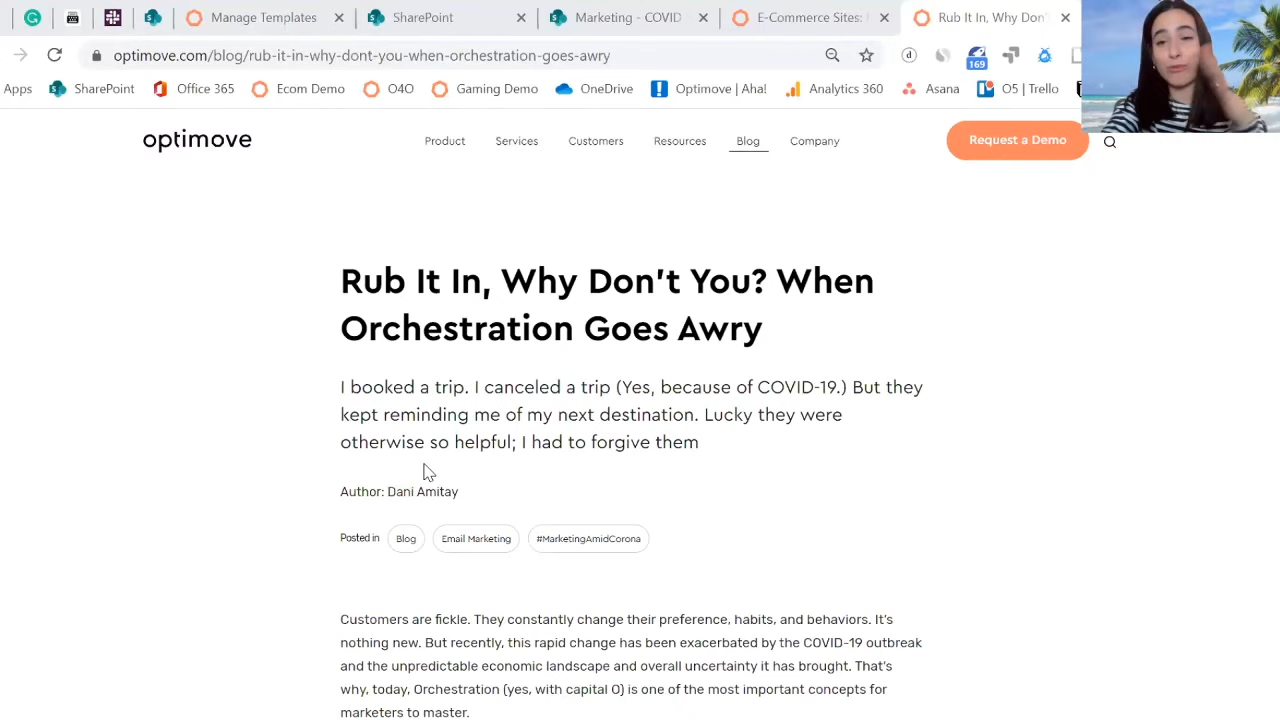 Manage Templates
SharePoint
Marketing - COVID
E-Commerce Sites:
Rub It In, Why Don'
optimove.com/blog/rub-it-in-why-dont-you-when-orchestration-goes-awry
169
Apps
SharePoint
Office 365
Ecom Demo
O4O
Gaming Demo
OneDrive
Optimove | Aha!
Analytics 360
Asana
O5 | Trello
optimove
Product
Services
Customers
Resources
Blog
Company
Request a Demo
Rub It In, Why Don't You? When
Orchestration Goes Awry
I booked a trip. I canceled a trip (Yes, because of COVID-19.) But they
kept reminding me of my next destination. Lucky they were
otherwise so helpful; I had to forgive them
Author: Dani Amitay
Posted in Blog Email Marketing #MarketingAmidCorona
Customers are fickle. They constantly change their preference, habits, and behaviors. It's
nothing new. But recently, this rapid change has been exacerbated by the COVID-19 outbreak
and the unpredictable economic landscape and overall uncertainty it has brought. That's
why, today, Orchestration (yes, with capital O) is one of the most important concepts for
marketers to master.